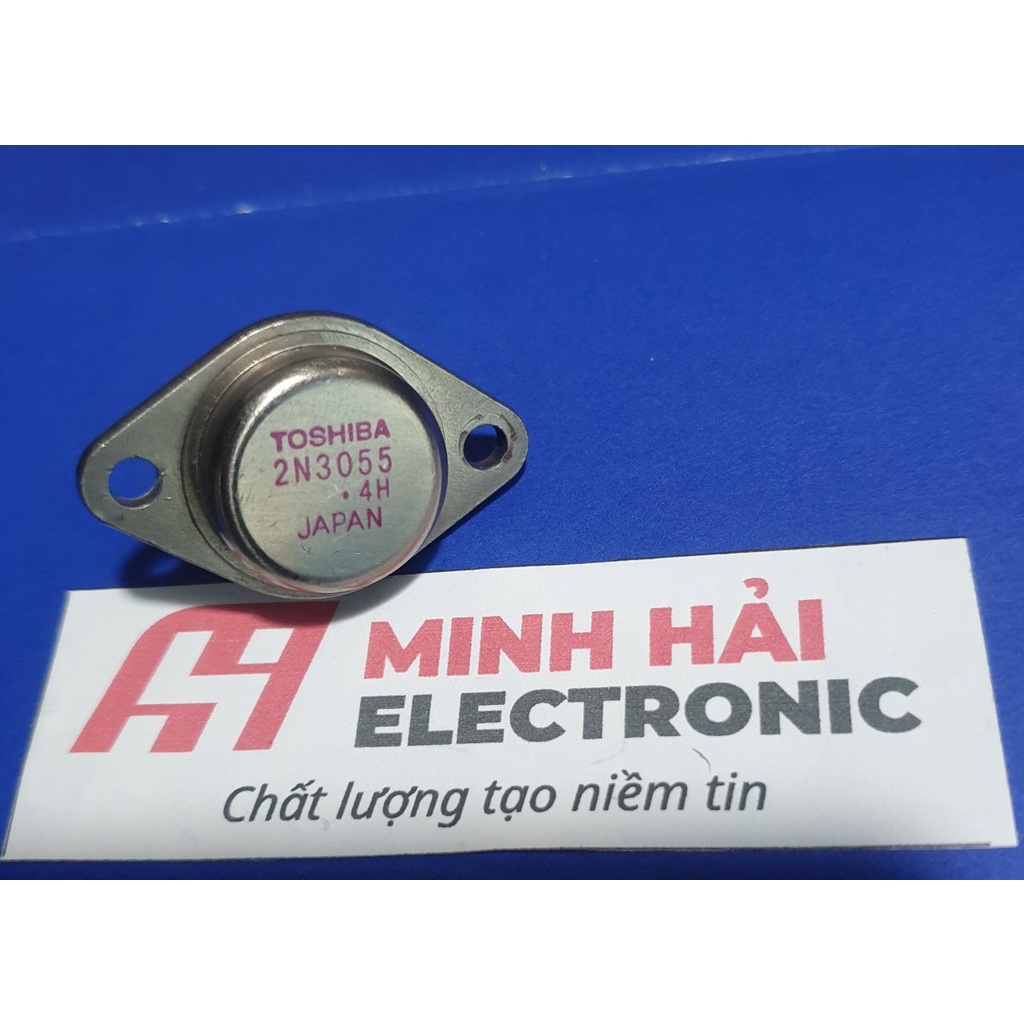 TOSHIBA
2N3055
. 4H
JAPAN
MINH HẢI
ELECTRONIC
Chất lượng tạo niềm tin